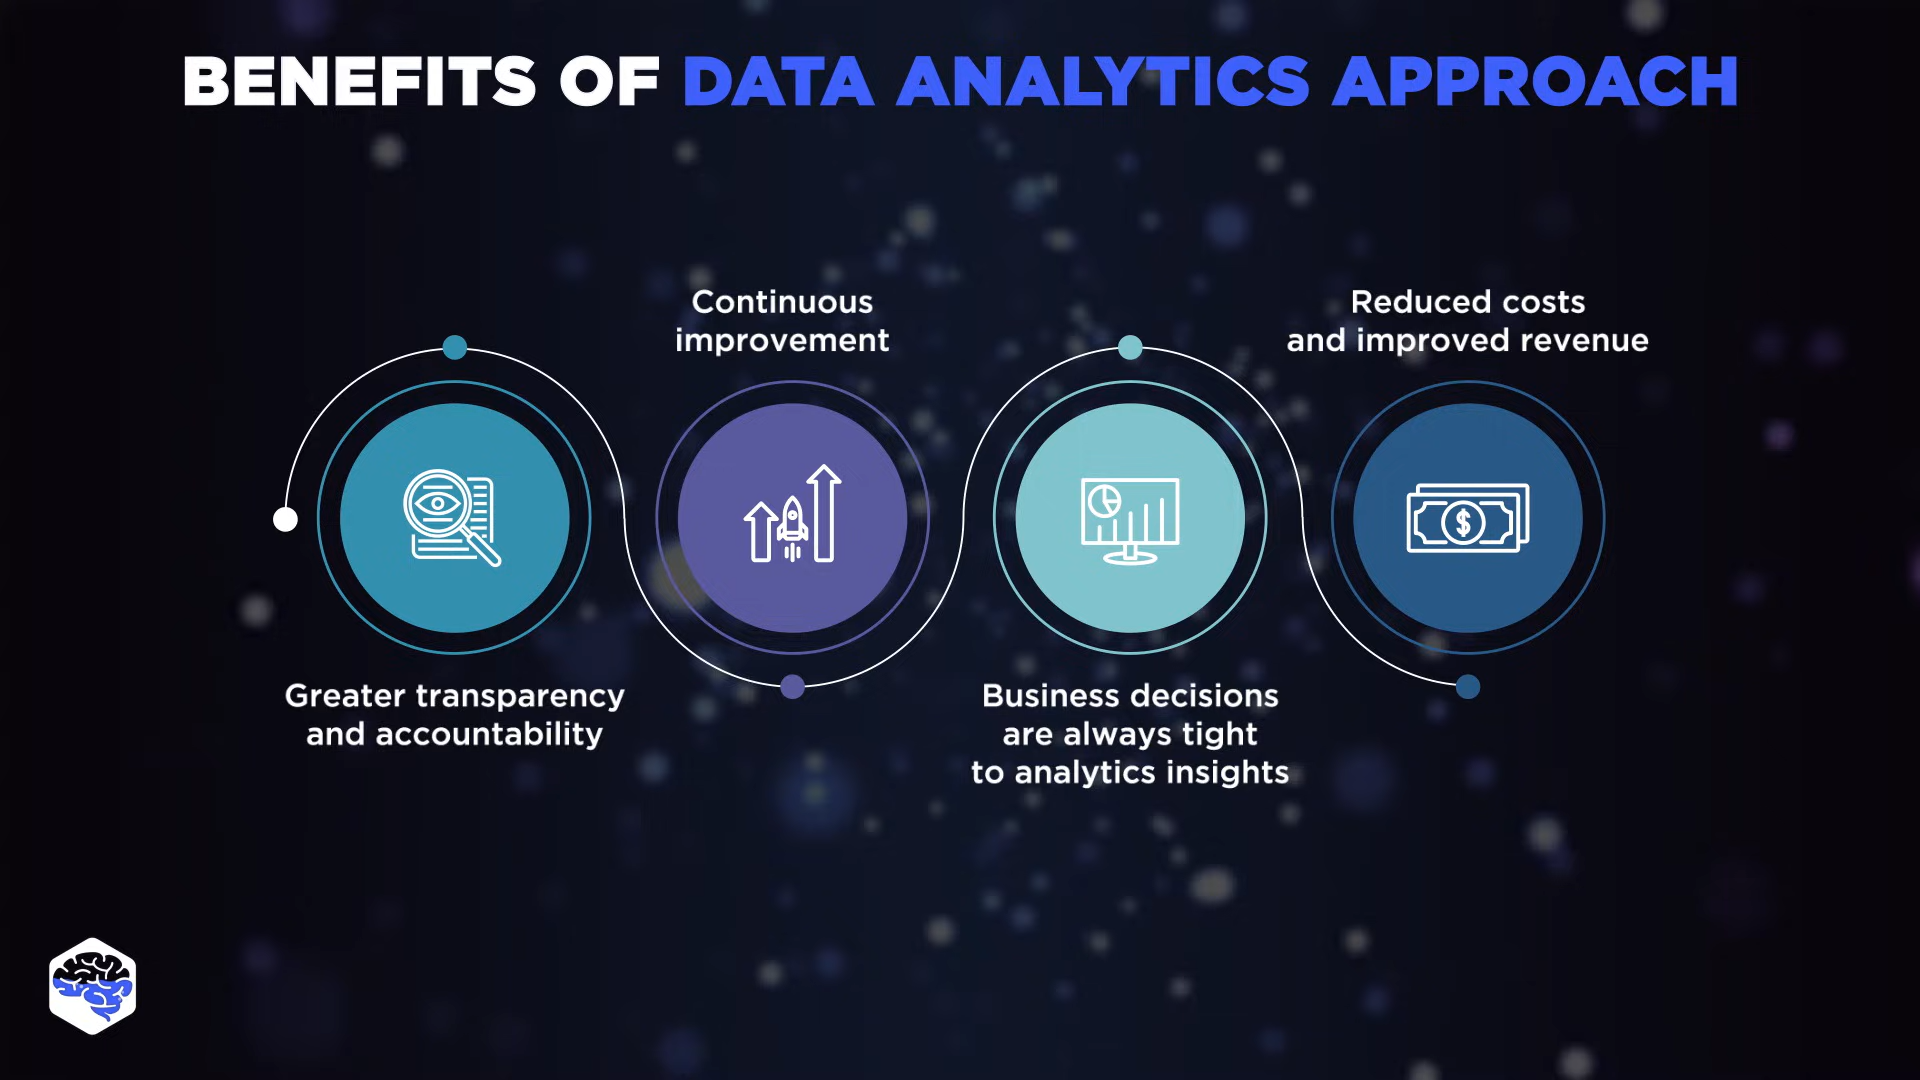 BENEFITS OF DATA ANALYTICS APPROACH
Greater transparency
and accountability
Continuous
improvement
Business decisions
are always tight
to analytics insights
Reduced costs
and improved revenue
$